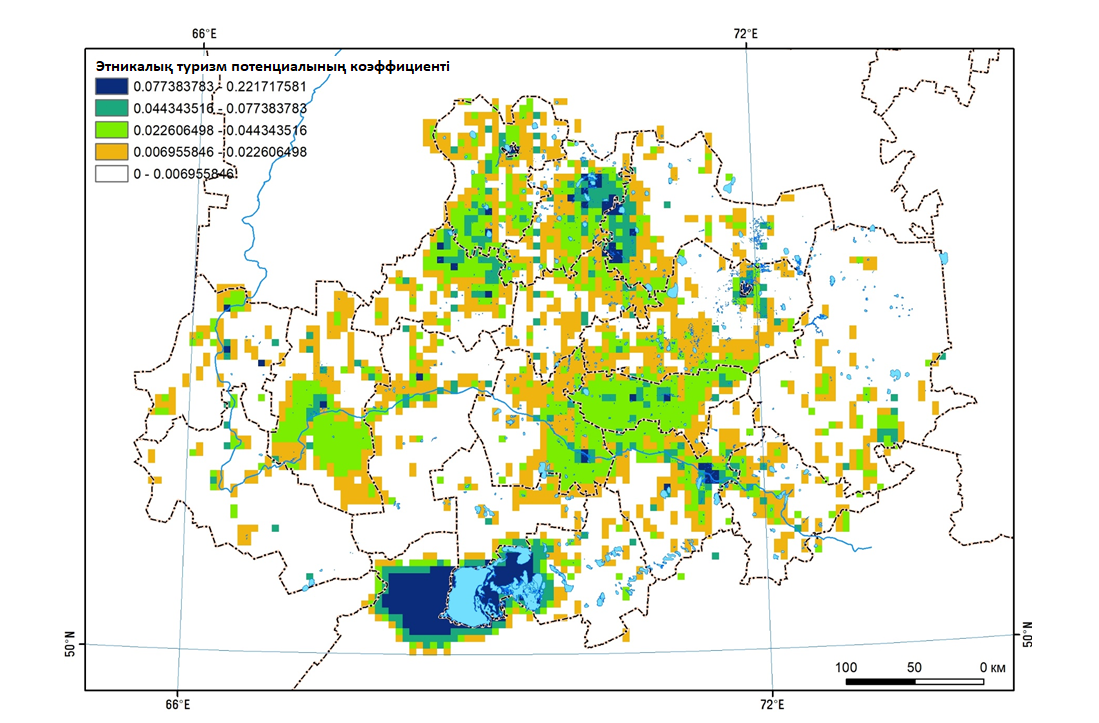 66°E 72°E
Этникалық туризм потенциалының коэффициенті
0.077383783 - 0.221717581
0.044343516 - 0.077383783
0.022606498 - 0.044343516
0.006955846 - 0.022606498
0 - 0.006955846
50°N 50°N
100 50 0 км
66°E 72°E